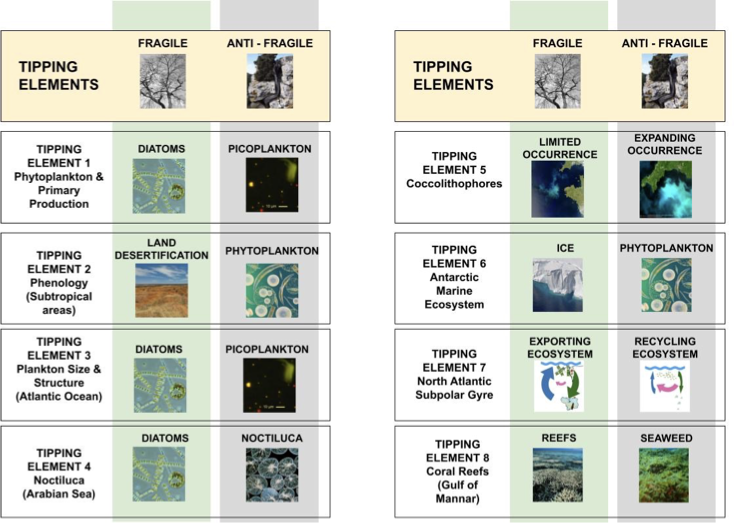 FRAGILE
ANTI - FRAGILE
TIPPING
ELEMENTS
TIPPING
ELEMENT 1
Phytoplankton &
Primary
Production
DIATOMS
PICOPLANKTON
TIPPING
ELEMENT 2
Phenology
(Subtropical
areas)
LAND
DESERTIFICATION
PHYTOPLANKTON
TIPPING
ELEMENT 3
Plankton Size &
Structure
(Atlantic Ocean)
DIATOMS
PICOPLANKTON
TIPPING
ELEMENT 4
Noctiluca
(Arabian Sea)
DIATOMS
NOCTILUCA
FRAGILE
ANTI - FRAGILE
TIPPING
ELEMENTS
TIPPING
ELEMENT 5
Coccolithophores
LIMITED
OCCURRENCE
EXPANDING
OCCURRENCE
TIPPING
ELEMENT 6
Antarctic
Marine
Ecosystem
ICE
PHYTOPLANKTON
TIPPING
ELEMENT 7
North Atlantic
Subpolar Gyre
EXPORTING
ECOSYSTEM
RECYCLING
ECOSYSTEM
TIPPING
ELEMENT 8
Coral Reefs
(Gulf of
Mannar)
REEFS
SEAWEED